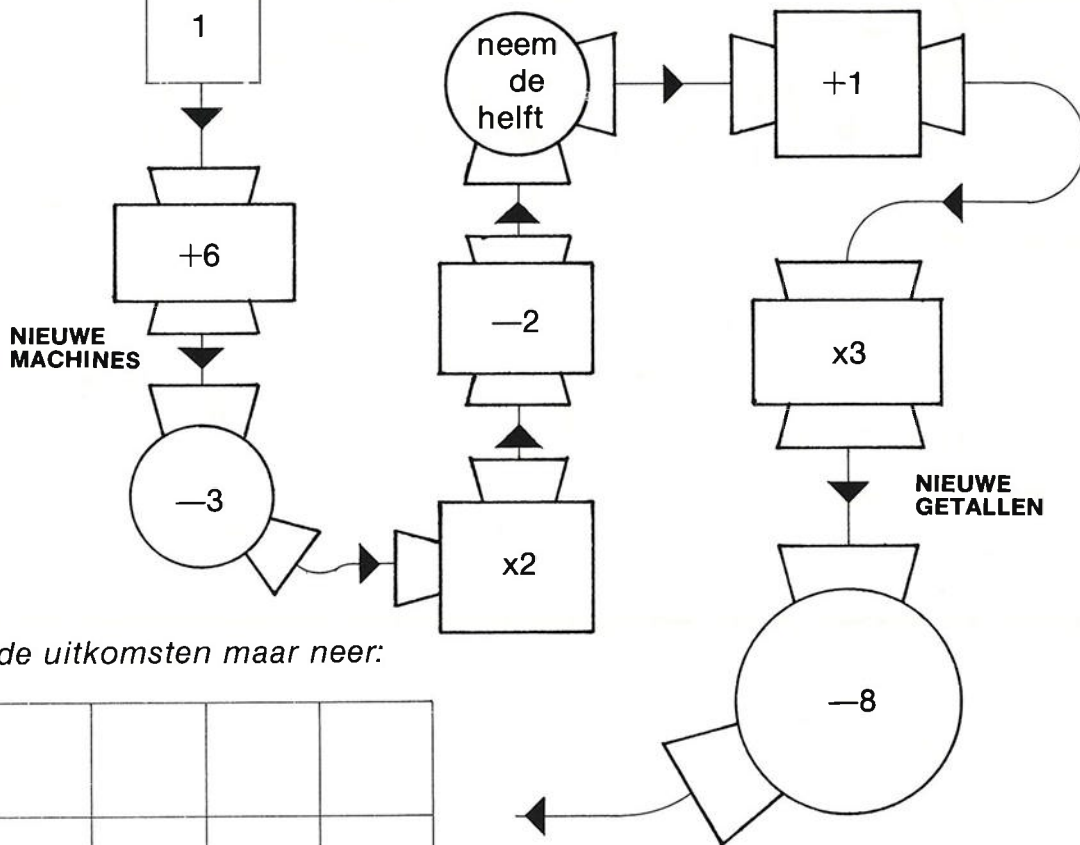 1
+6
NIEUWE
MACHINES
—3
x2
—2
neem
de
helft
+1
x3
NIEUWE
GETALLEN
—8
de uitkomsten maar neer: